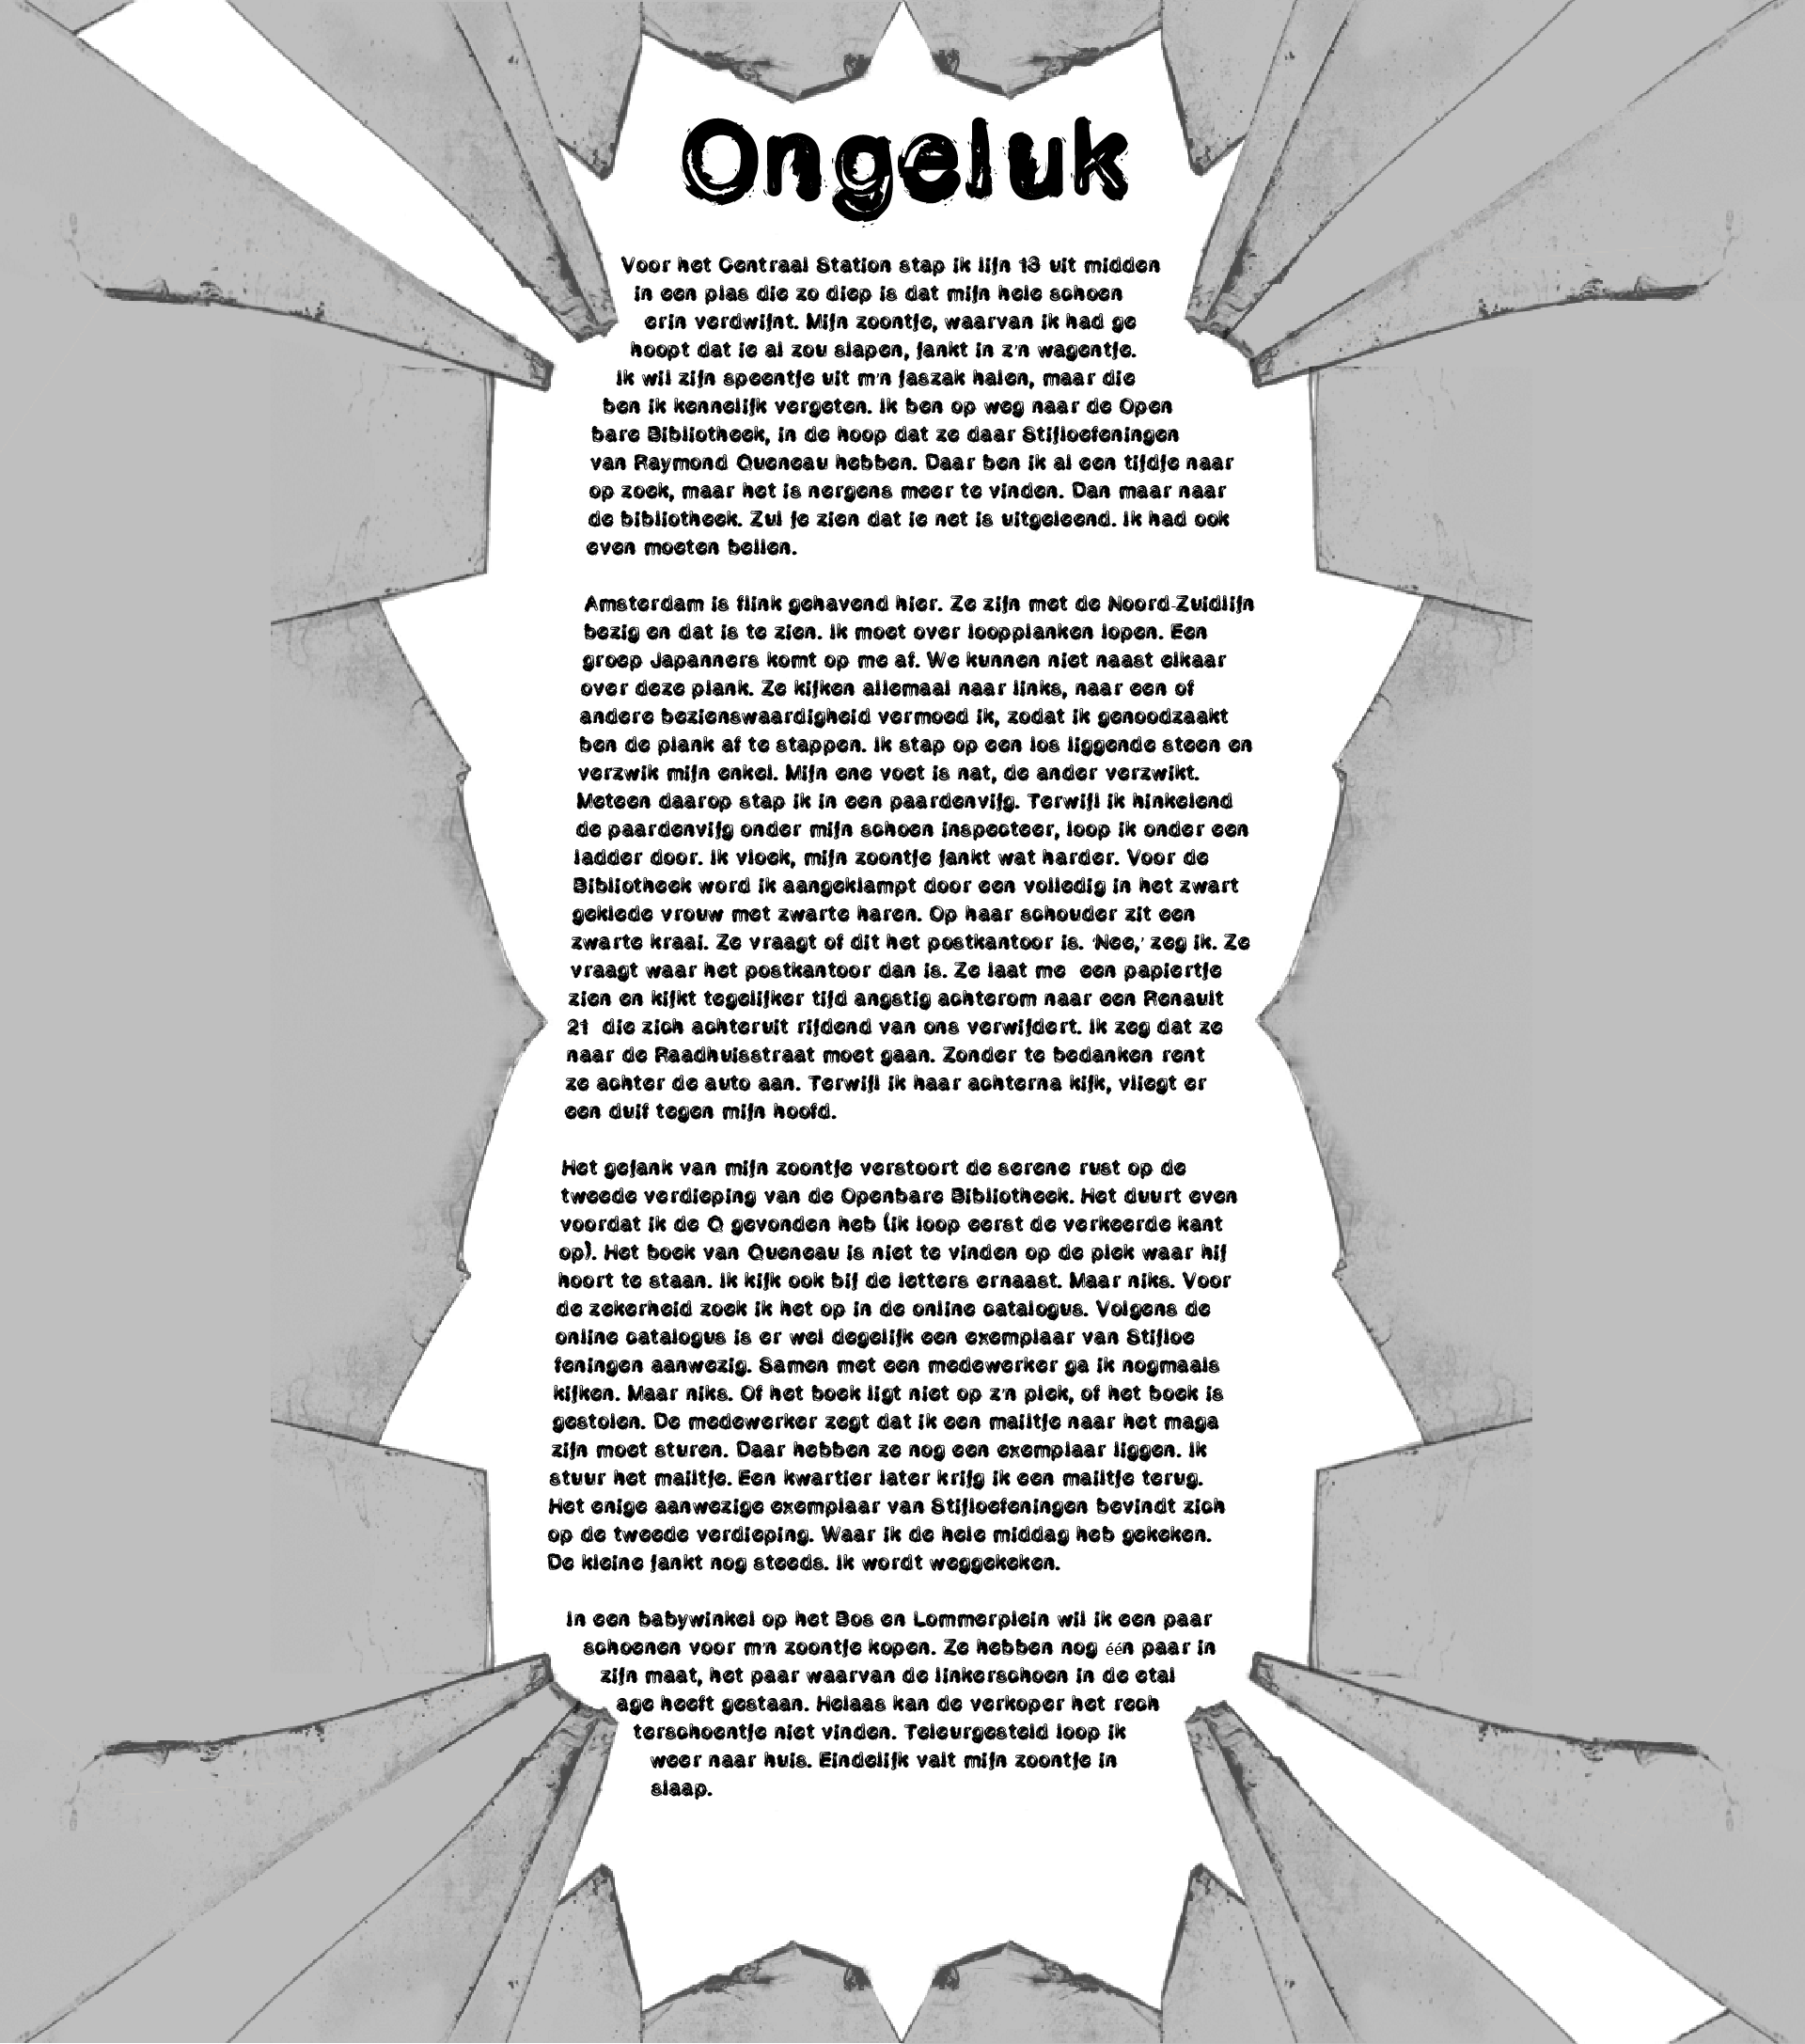 Ongeluk
Voor het Centraal Station stap ik lijn 13 uit midden
in een plas die zo diep is dat mijn hele schoen
erin verdwijnt. Mijn zoontje, waarvan ik had ge
hoopt dat ie al zou slapen, jankt in z'n wagentje.
Ik wil zijn speentje uit m'n jaszak halen, maar die
ben ik kennelijk vergeten. Ik ben op weg naar de Open
bare Bibliotheek, in de hoop dat ze daar Stijloefeningen
van Raymond Queneau hebben. Daar ben ik al een tijdje naar
op zoek, maar het is nergens meer te vinden. Dan maar naar
de bibliotheek. Zul je zien dat ie net is uitgeleend. Ik had ook
even moeten bellen.
Amsterdam is flink gehavend hier. Ze zijn met de Noord-Zuidlijn
bezig en dat is te zien. Ik moet over loopplanken lopen. Een
groep Japanners komt op me af. We kunnen niet naast elkaar
over deze plank. Ze kijken allemaal naar links, naar een of
andere bezienswaardigheid vermoed ik, zodat ik genoodzaakt
ben de plank af te stappen. Ik stap op een los liggende steen en
verzwik mijn enkel. Mijn ene voet is nat, de ander verzwikt.
Meteen daarop stap ik in een paardenvijg. Terwijl ik hinkelend
de paardenvijg onder mijn schoen inspecteer, loop ik onder een
ladder door. Ik vloek, mijn zoontje jankt wat harder. Voor de
Bibliotheek word ik aangeklampt door een volledig in het zwart
geklede vrouw met zwarte haren. Op haar schouder zit een
zwarte kraai. Ze vraagt of dit het postkantoor is. 'Nee,' zeg ik. Ze
vraagt waar het postkantoor dan is. Ze laat me een papiertje
zien en kijkt tegelijker tijd angstig achterom naar een Renault
21 die zich achteruit rijdend van ons verwijdert. Ik zeg dat ze
naar de Raadhuisstraat moet gaan. Zonder te bedanken rent
ze achter de auto aan. Terwijl ik haar achterna kijk, vliegt er
een duif tegen mijn hoofd.
Het gejank van mijn zoontje verstoort de serene rust op de
tweede verdieping van de Openbare Bibliotheek. Het duurt even
voordat ik de Q gevonden heb (ik loop eerst de verkeerde kant
op). Het boek van Queneau is niet te vinden op de plek waar hij
hoort te staan. Ik kijk ook bij de letters ernaast. Maar niks. Voor
de zekerheid zoek ik het op in de online catalogus. Volgens de
online catalogus is er wel degelijk een exemplaar van Stijloe
feningen aanwezig. Samen met een medewerker ga ik nogmaals
kijken. Maar niks. Of het boek ligt niet op z'n plek, of het boek is
gestolen. De medewerker zegt dat ik een mailtje naar het maga
zijn moet sturen. Daar hebben ze nog een exemplaar liggen. Ik
stuur het mailtje. Een kwartier later krijg ik een mailtje terug.
Het enige aanwezige exemplaar van Stijloefeningen bevindt zich
op de tweede verdieping. Waar ik de hele middag heb gekeken.
De kleine jankt nog steeds. Ik wordt weggekeken.
In een babywinkel op het Bos en Lommerplein wil ik een paar
schoenen voor m'n zoontje kopen. Ze hebben nog één paar in
zijn maat, het paar waarvan de linkerschoen in de etal
age heeft gestaan. Helaas kan de verkoper het rech
terschoentje niet vinden. Teleurgesteld loop ik
weer naar huis. Eindelijk valt mijn zoontje in
slaap.